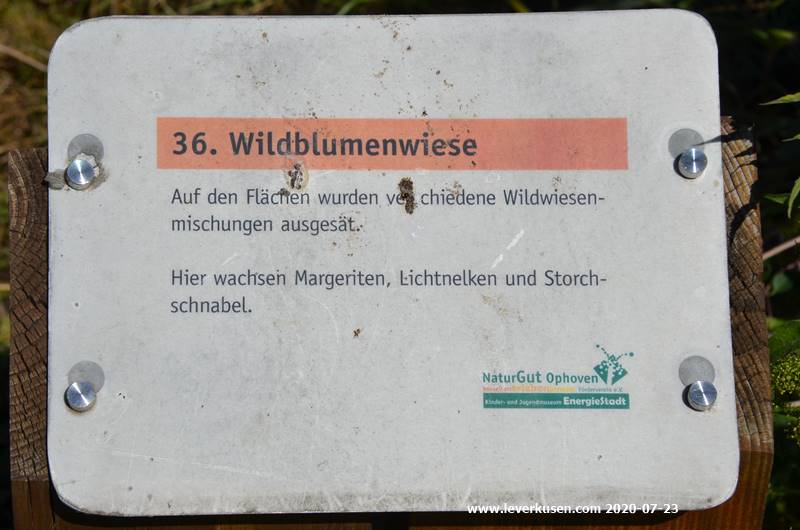 36. Wildblumenwiese
Auf den Flächen wurden verschiedene Wildwiesen-
mischungen ausgesät.
Hier wachsen Margeriten, Lichtnelken und Storch-
schnabel.
NaturGut Ophoven
Förderverein e.V.
Kinder- und Jugendmuseum EnergieStadt
www.leverkusen.com 2020-07-23